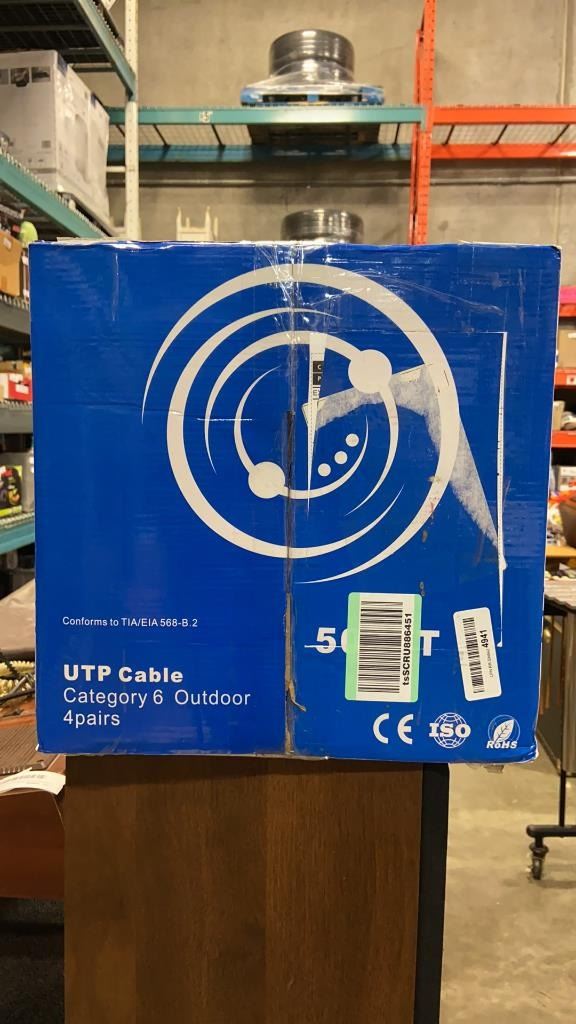 Conforms to TIA/EIA 568-B.2
UTP Cable
Category 6 Outdoor
4pairs
tsSCRU886451
4941
CE
ISO
RoHS